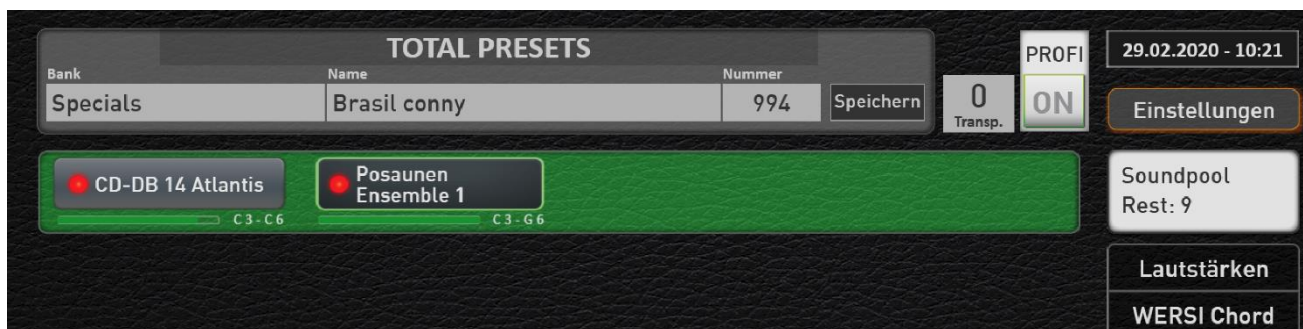 TOTAL PRESETS
Bank Name Nummer
Specials Brasil conny 994 Speichern
0
Transp.
PROFI
ON
29.02.2020 - 10:21
Einstellungen
CD-DB 14 Atlantis
C3-C6
Posaunen
Ensemble 1
C3-G6
Soundpool
Rest: 9
Lautstärken
WERSI Chord